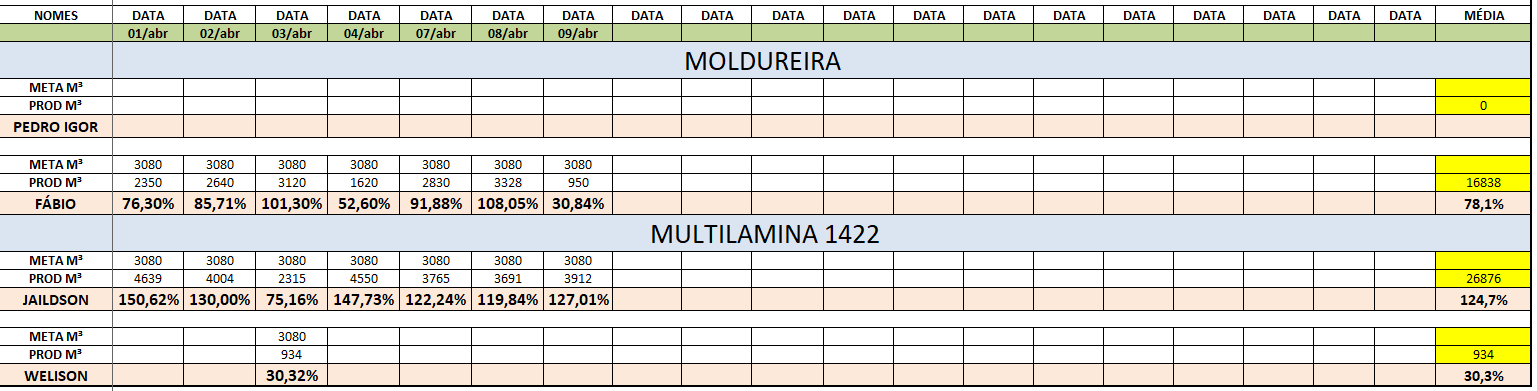 NOMES DATA DATA DATA DATA DATA DATA DATA DATA DATA DATA DATA DATA DATA DATA DATA DATA DATA DATA DATA MÉDIA
01/abr 02/abr 03/abr 04/abr 07/abr 08/abr 09/abr
MOLDUREIRA
META M³
PROD M³ 0
PEDRO IGOR
META M³ 3080 3080 3080 3080 3080 3080 3080
PROD M³ 2350 2640 3120 1620 2830 3328 950 16838
FÁBIO 76,30% 85,71% 101,30% 52,60% 91,88% 108,05% 30,84% 78,1%
MULTILAMINA 1422
META M³ 3080 3080 3080 3080 3080 3080 3080
PROD M³ 4639 4004 2315 4550 3765 3691 3912 26876
JAILDSON 150,62% 130,00% 75,16% 147,73% 122,24% 119,84% 127,01% 124,7%
META M³ 3080
PROD M³ 934 934
WELISON 30,32% 30,3%